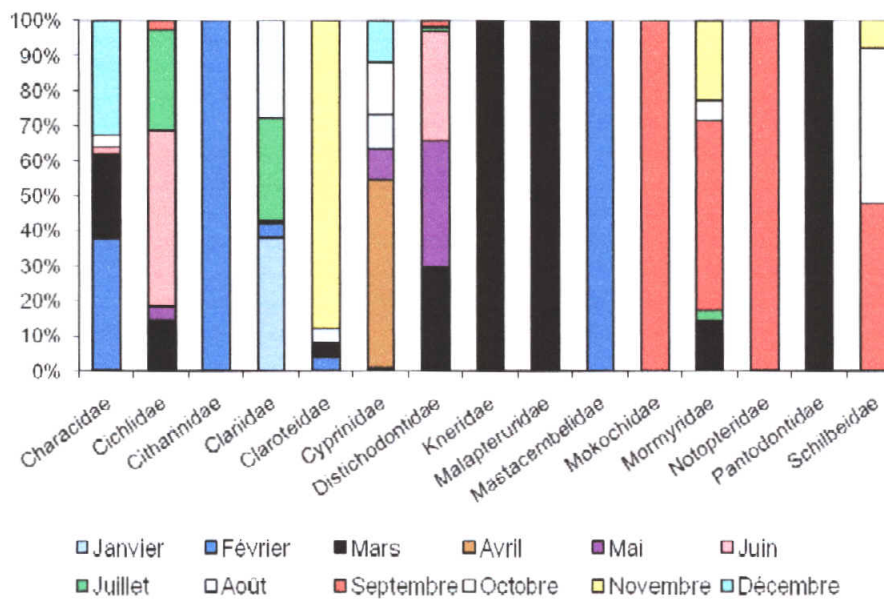 100%
90%
80%
70%
60%
50%
40%
30%
20%
10%
0%
Characidae
Cichlidae
Citharinidae
Clariidae
Claroteidae
Cyprinidae
Distichodontidae
Kneridae
Malapteruridae
Mastacembelidae
Mokochidae
Mormyridae
Notopteridae
Pantodontidae
Schilbeidae
Janvier Février Mars Avril Mai Juin
Juillet Août Septembre Octobre Novembre Décembre